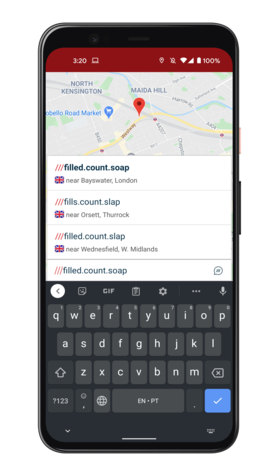 3:20 100%
NORTH
KENSINGTON
MAIDA HILL
obello Road Market
Westway
///filled.count.soap
near Bayswater, London
///fills.count.slap
near Orsett, Thurrock
///filled.count.slap
near Wednesfield, W. Midlands
///filled.count.soap
GIF
q w e r t y u i o p
a s d f g h j k l
z x c v b n m
?123 , EN • PT .